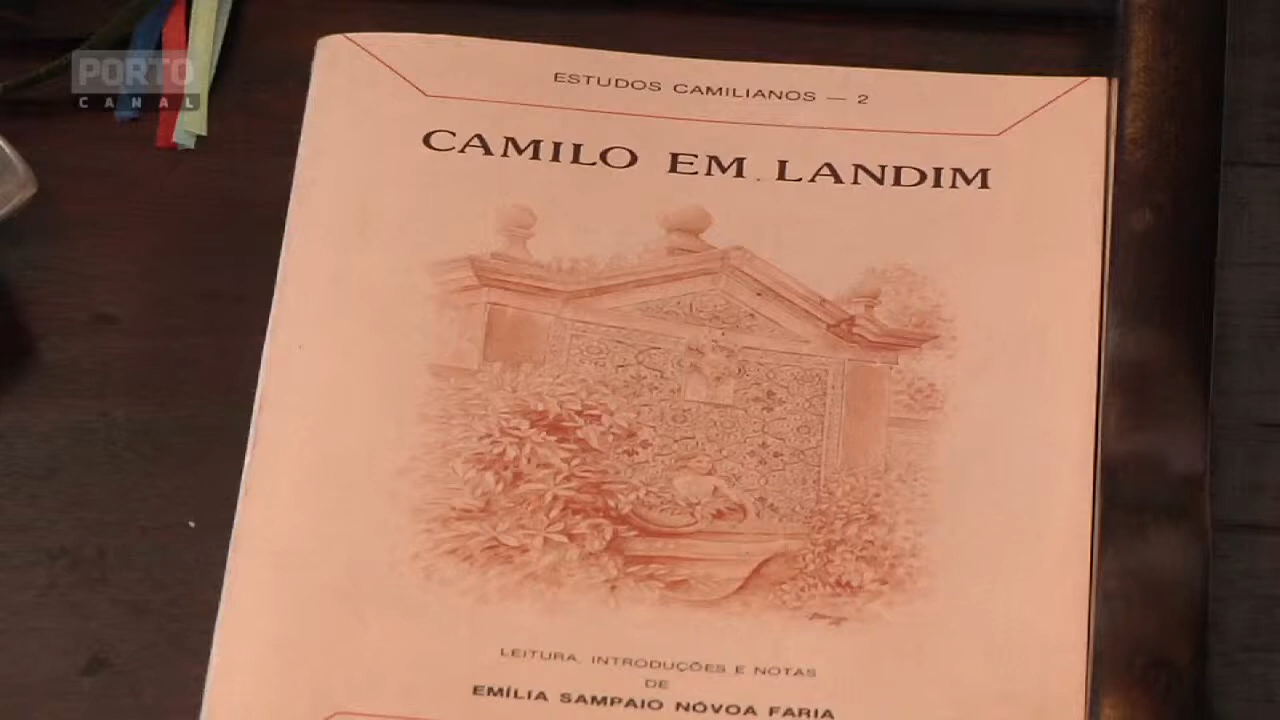 PORTO
CANAL
ESTUDOS CAMILIANOS — 2
CAMILO EM LANDIM
LEITURA, INTRODUÇÕES E NOTAS
DE
EMÍLIA SAMPAIO NÓVOA FARIA